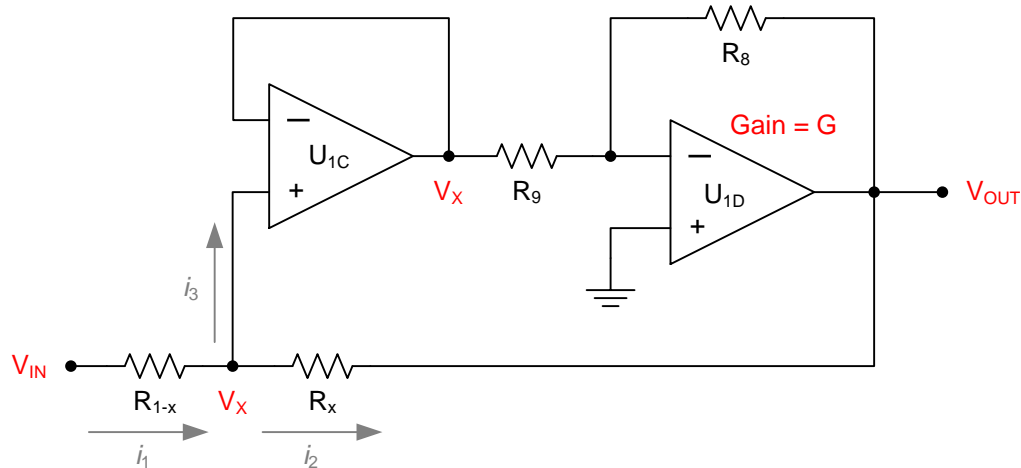 R8
Gain = G
−
U1C
+
VX
R9
−
U1D
+
VOUT
i3
VIN
R1-x
VX
Rx
i1
i2